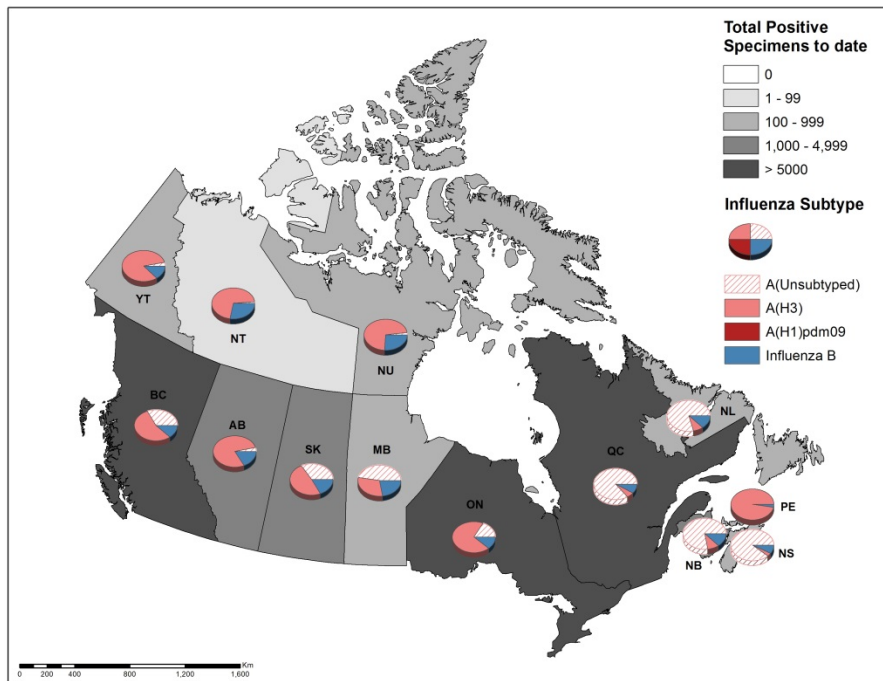 Total Positive
Specimens to date
0
1 - 99
100 - 999
1,000 - 4,999
> 5000
Influenza Subtype
A(Unsubtyped)
A(H3)
A(H1)pdm09
Influenza B
YT
NT
NU
BC
AB
SK
MB
ON
QC
NL
PE
NB
NS
Km
0 200 400 800 1,200 1,600